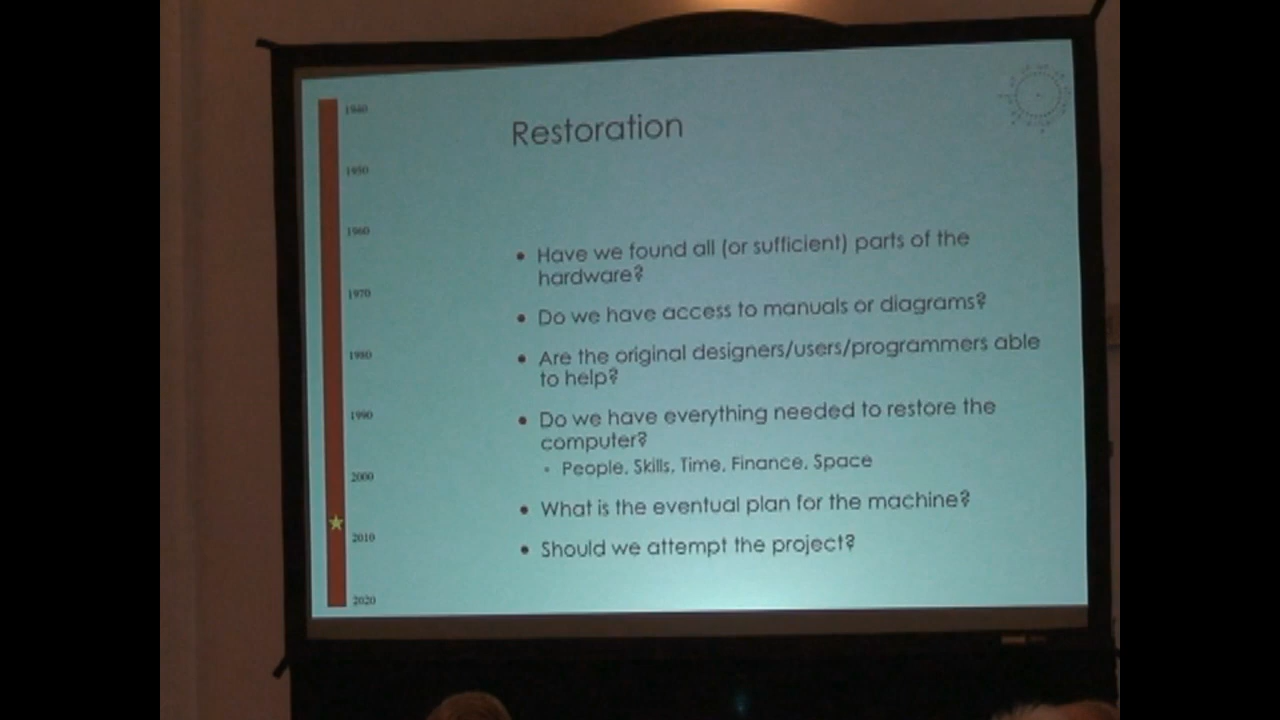 1940
1950
1960
1970
1980
1990
2000
2010
2020
Restoration
• Have we found all (or sufficient) parts of the
hardware?
• Do we have access to manuals or diagrams?
• Are the original designers/users/programmers able
to help?
• Do we have everything needed to restore the
computer?
• People, Skills, Time, Finance, Space
• What is the eventual plan for the machine?
• Should we attempt the project?